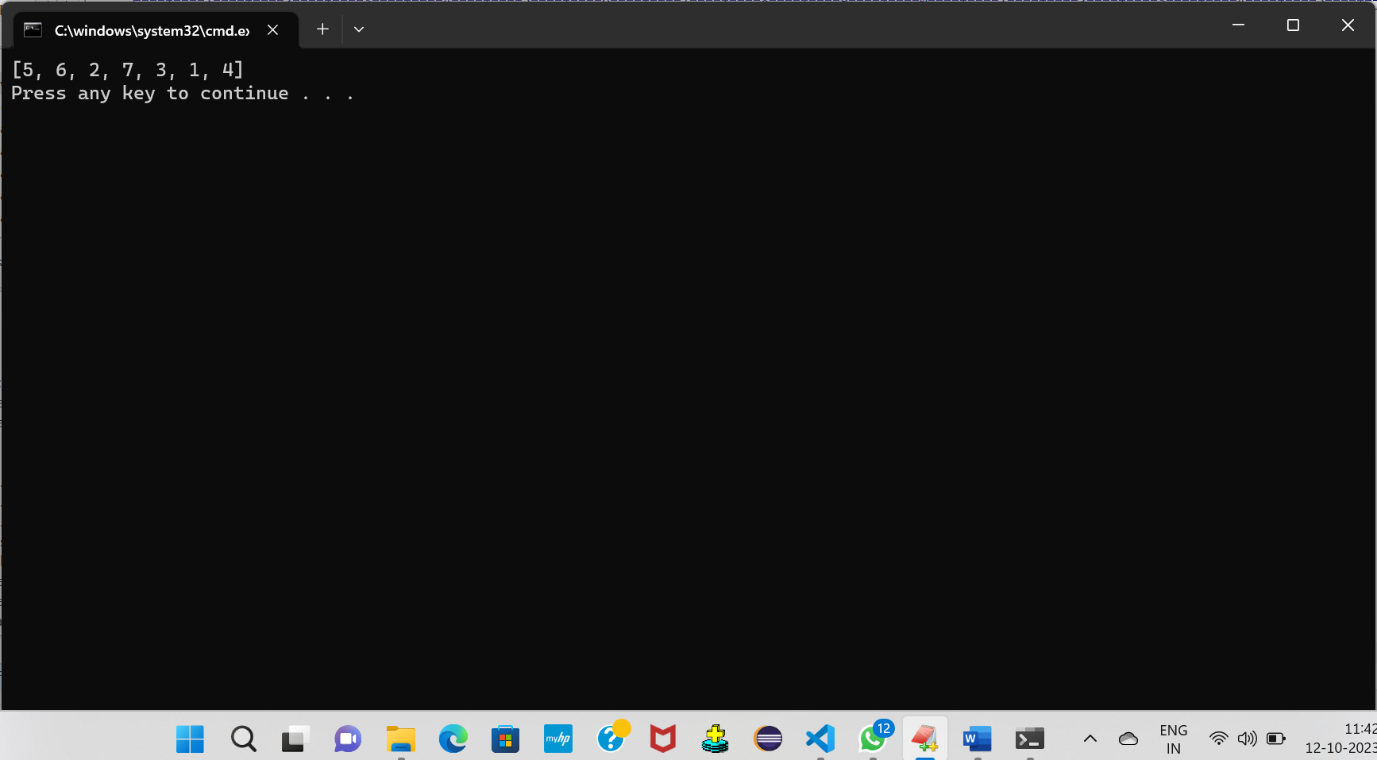 C:\windows\system32\cmd.ex
[5, 6, 2, 7, 3, 1, 4]
Press any key to continue . . .
myhp
12
W
ENG
IN
11:42
12-10-2023